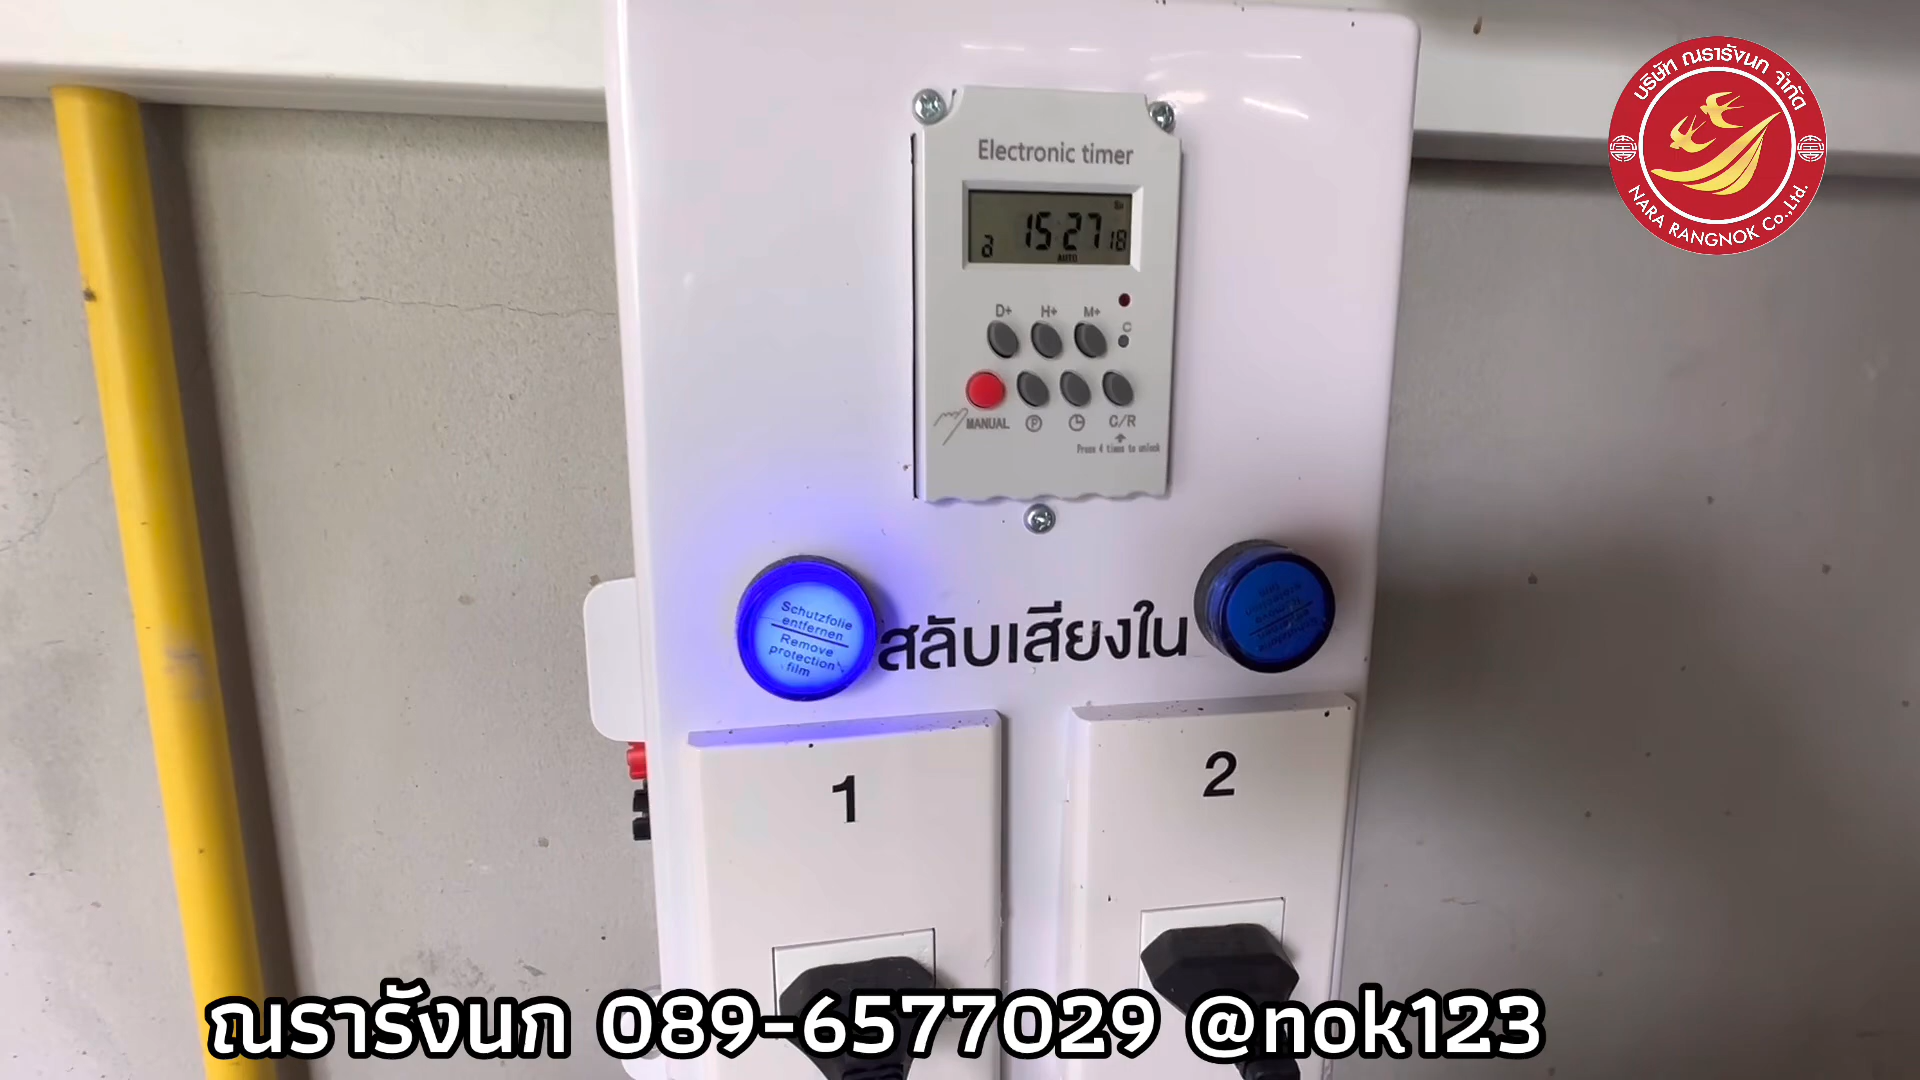 บริษัท ณธารังนก จำกัด
NARA RANGNOK Co.,Ltd.
Electronic timer
15:27 18
AUTO
D+ H+ M+
C
MANUAL P C/R
Press 4 times to unlock
Schutzfolie
entfernen
Remove
protection
film
สลับเสียงใน
1 2
ณธารังนก 089-6577029 @nok123